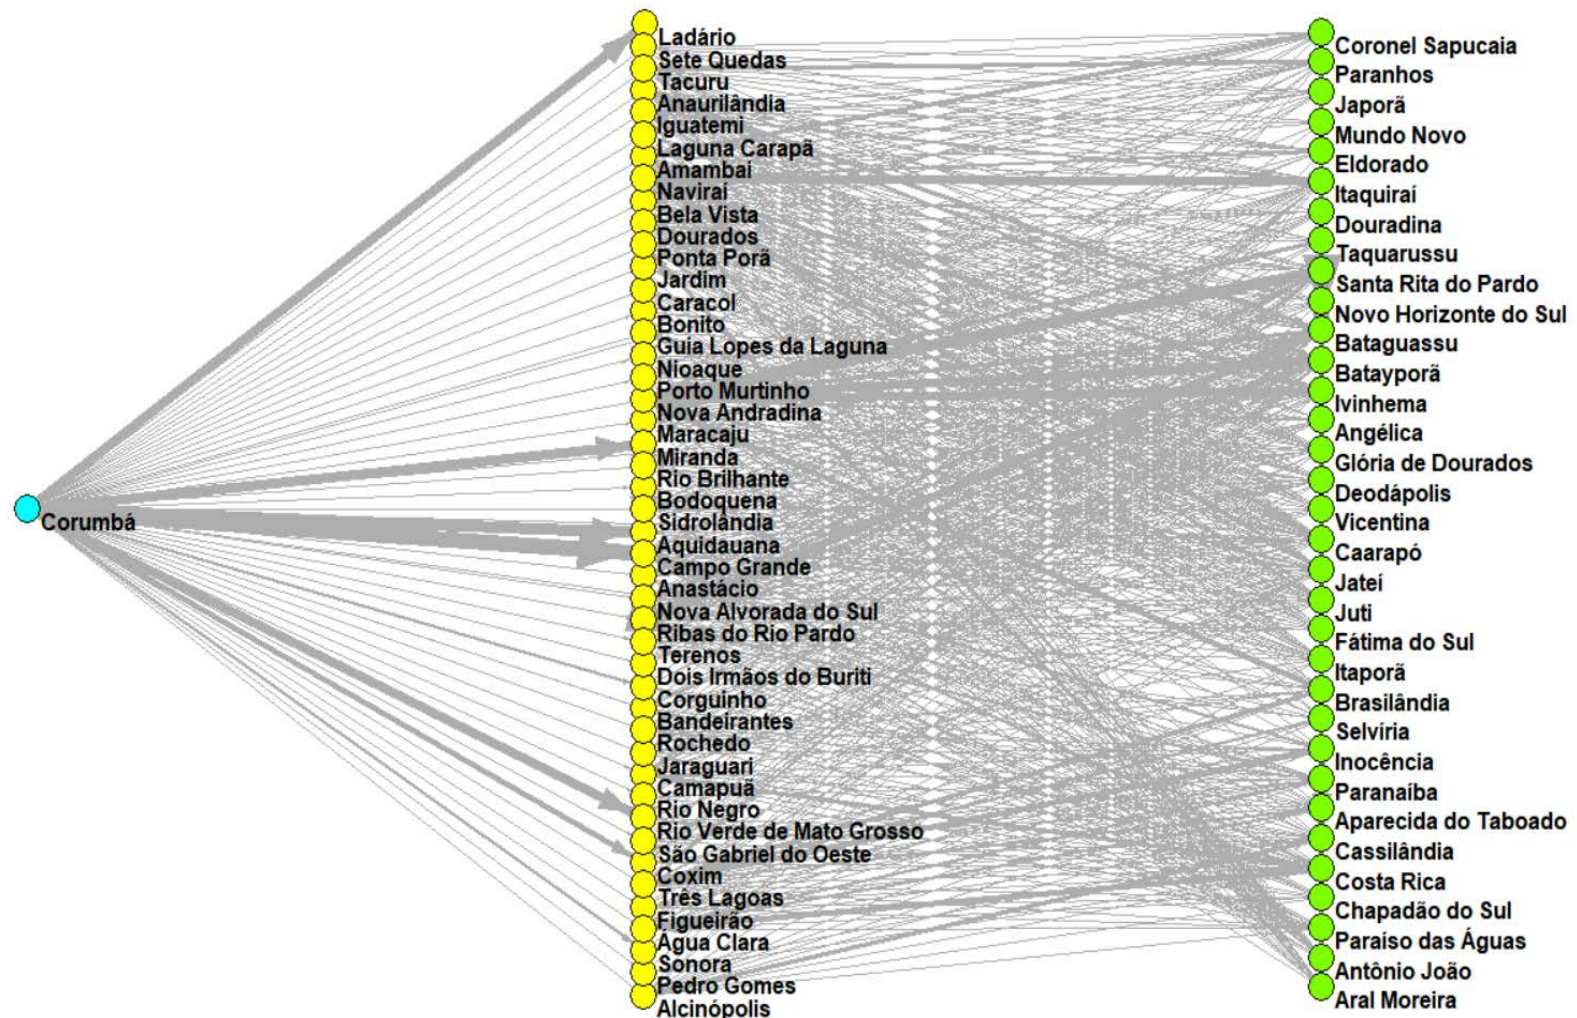 Corumbá
Ladário
Sete Quedas
Tacuru
Anaurilândia
Iguatemi
Laguna Carapã
Amambai
Naviraí
Bela Vista
Dourados
Ponta Porã
Jardim
Caracol
Bonito
Guia Lopes da Laguna
Nioaque
Porto Murtinho
Nova Andradina
Maracaju
Miranda
Rio Brilhante
Bodoquena
Sidrolândia
Aquidauana
Campo Grande
Anastácio
Nova Alvorada do Sul
Ribas do Rio Pardo
Terenos
Dois Irmãos do Buriti
Corguinho
Bandeirantes
Rochedo
Jaraguari
Camapuã
Rio Negro
Rio Verde de Mato Grosso
São Gabriel do Oeste
Coxim
Três Lagoas
Figueirão
Água Clara
Sonora
Pedro Gomes
Alcinópolis
Coronel Sapucaia
Paranhos
Japorã
Mundo Novo
Eldorado
Itaquiraí
Douradina
Taquarussu
Santa Rita do Pardo
Novo Horizonte do Sul
Bataguassu
Batayporã
Ivinhema
Angélica
Glória de Dourados
Deodápolis
Vicentina
Caarapó
Jateí
Juti
Fátima do Sul
Itaporã
Brasilândia
Selvíria
Inocência
Paranaíba
Aparecida do Taboado
Cassilândia
Costa Rica
Chapadão do Sul
Paraíso das Águas
Antônio João
Aral Moreira